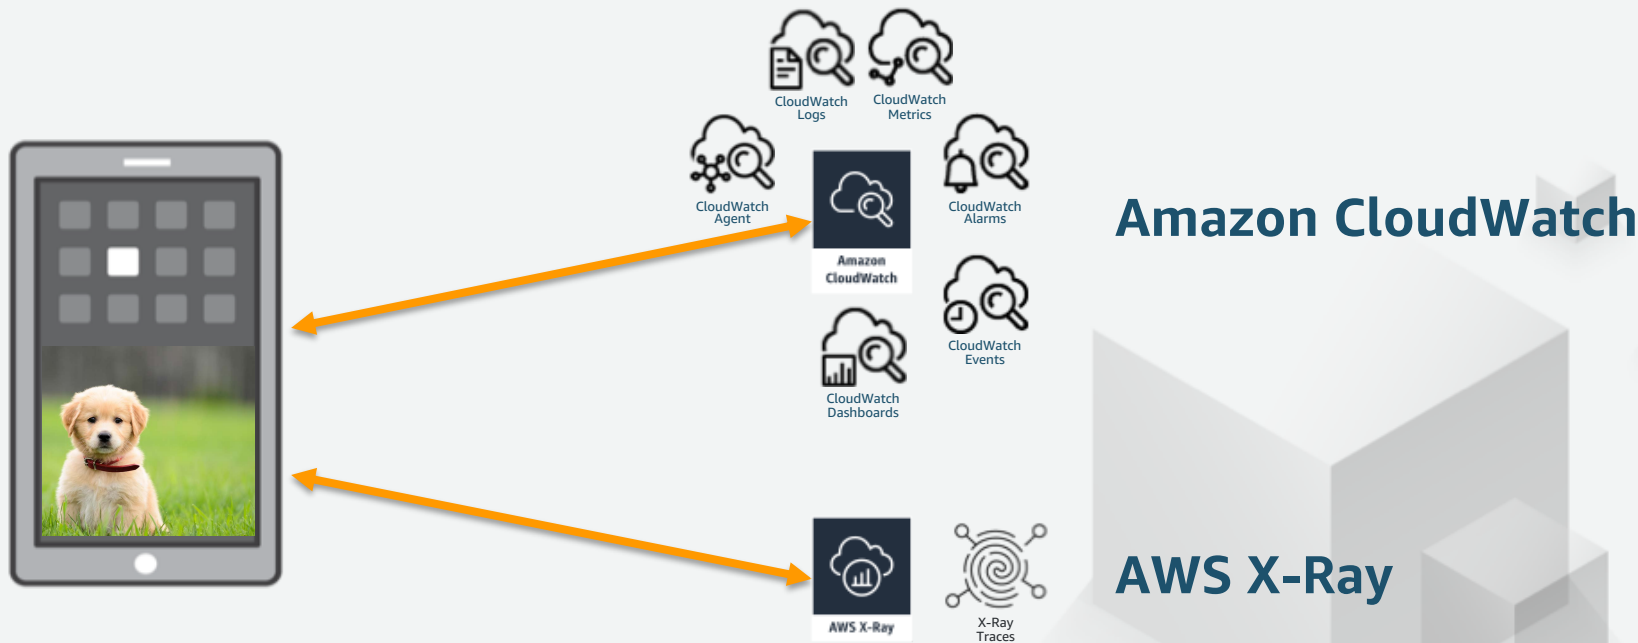 CloudWatch
Logs
CloudWatch
Metrics
CloudWatch
Agent
CloudWatch
Alarms
Amazon
CloudWatch
Amazon CloudWatch
CloudWatch
Events
CloudWatch
Dashboards
AWS X-Ray
X-Ray
Traces
AWS X-Ray